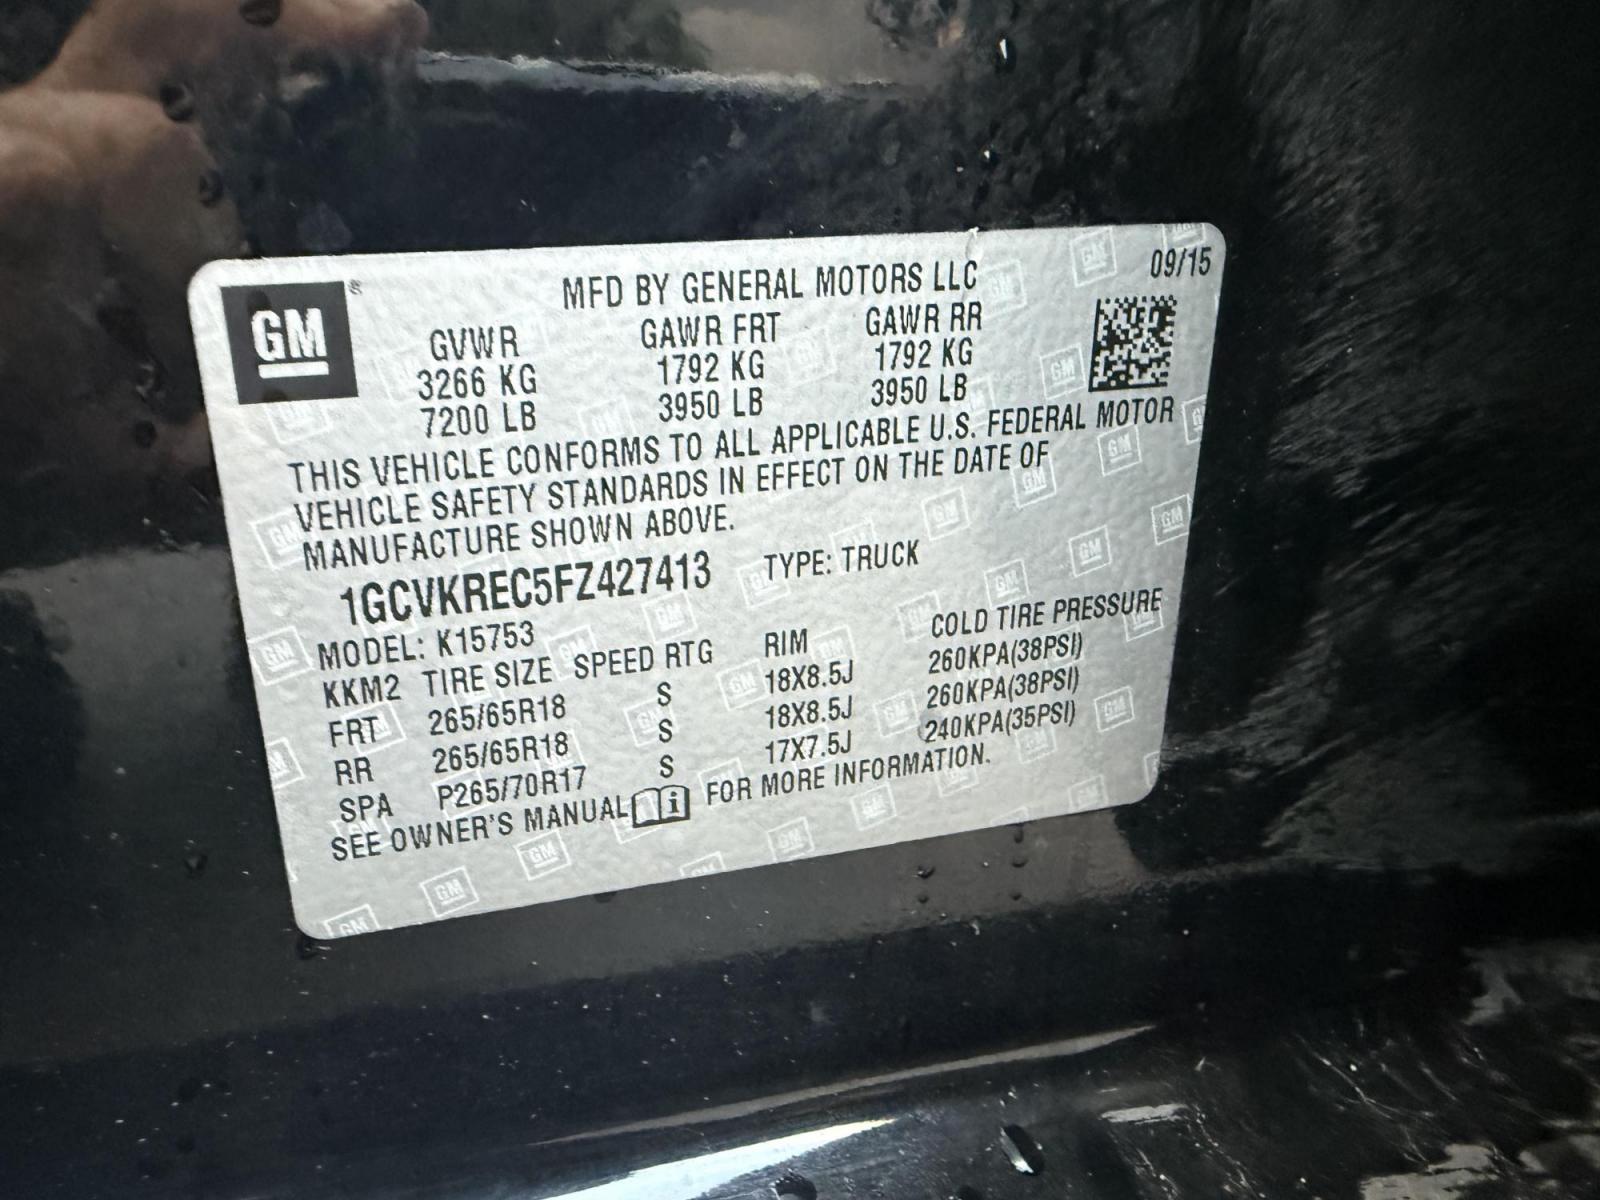 GM
MFD BY GENERAL MOTORS LLC 09/15
GVWR GAWR FRT GAWR RR
3266 KG 1792 KG 1792 KG
7200 LB 3950 LB 3950 LB
THIS VEHICLE CONFORMS TO ALL APPLICABLE U.S. FEDERAL MOTOR
VEHICLE SAFETY STANDARDS IN EFFECT ON THE DATE OF
MANUFACTURE SHOWN ABOVE.
1GCVKREC5FZ427413 TYPE: TRUCK
MODEL: K15753
KKM2 TIRE SIZE SPEED RTG RIM COLD TIRE PRESSURE
FRT 265/65R18 S 18X8.5J 260KPA(38PSI)
RR 265/65R18 S 18X8.5J 260KPA(38PSI)
SPA P265/70R17 S 17X7.5J 240KPA(35PSI)
SEE OWNER'S MANUAL FOR MORE INFORMATION.